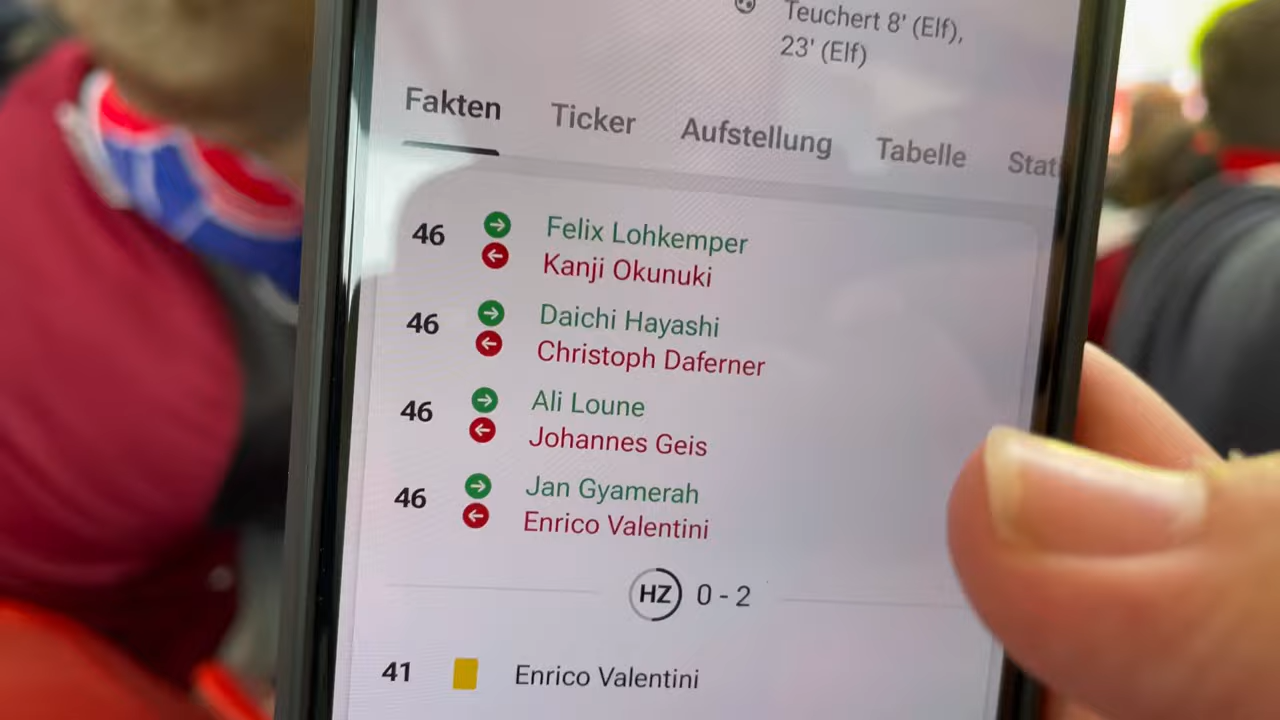 Teuchert 8' (Elf),
23' (Elf)
Fakten Ticker Aufstellung Tabelle Stat
46 Felix Lohkemper
Kanji Okunuki
46 Daichi Hayashi
Christoph Daferner
46 Ali Loune
Johannes Geis
46 Jan Gyamerah
Enrico Valentini
HZ 0 - 2
41 Enrico Valentini